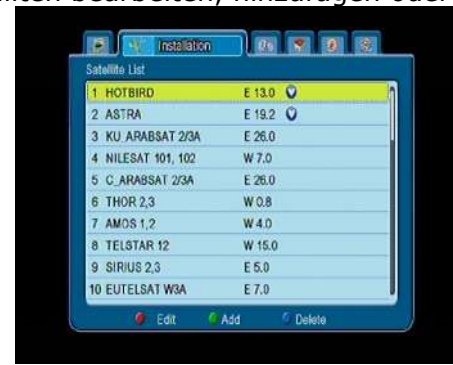 bearbeiten, hinzufügen oder
Installation
Satellite List
1 HOTBIRD E 13.0
2 ASTRA E 19.2
3 KU_ARABSAT 2/3A E 26.0
4 NILESAT 101, 102 W 7.0
5 C_ARABSAT 2/3A E 26.0
6 THOR 2,3 W 0.8
7 AMOS 1,2 W 4.0
8 TELSTAR 12 W 15.0
9 SIRIUS 2,3 E 5.0
10 EUTELSAT W3A E 7.0
Edit Add Delete